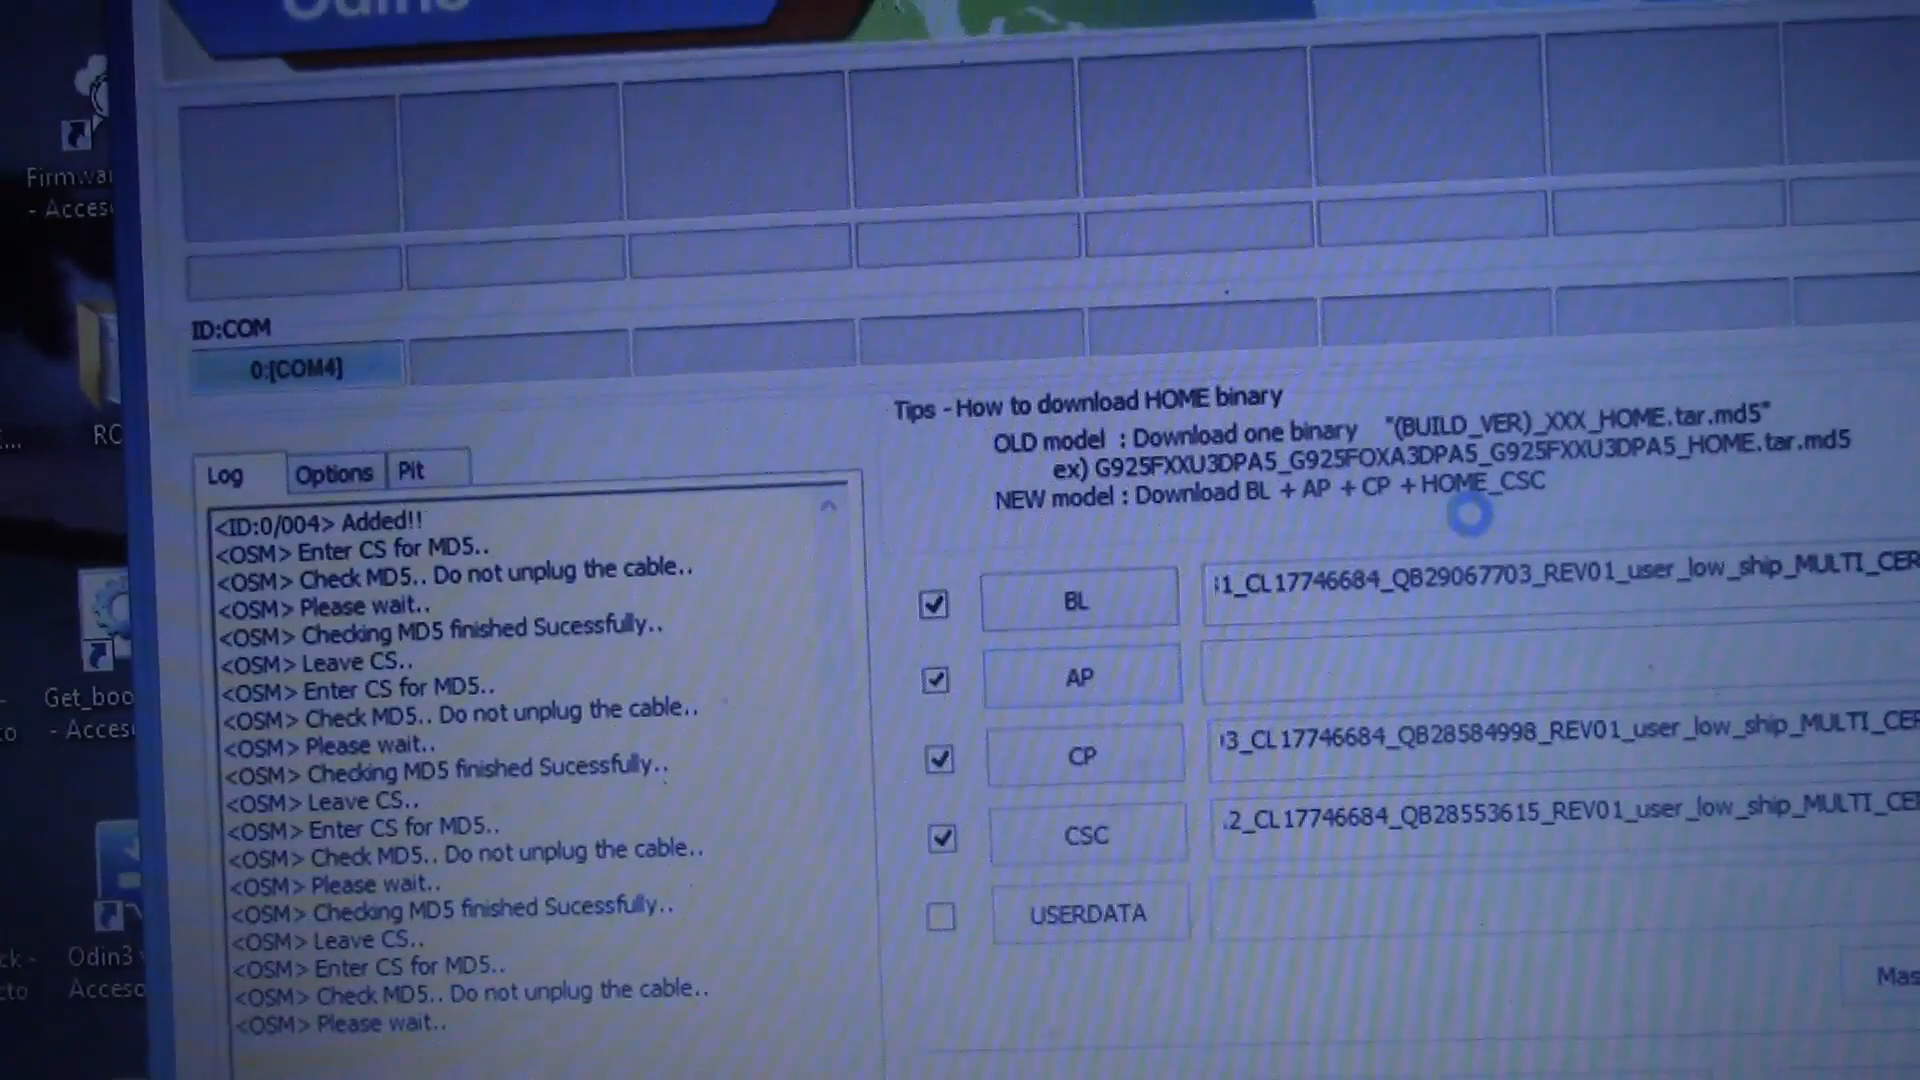 Odin3
Firmwar
- Acces
ID:COM
0:[COM4]
RC
Tips - How to download HOME binary
OLD model : Download one binary "(BUILD_VER)_XXX_HOME.tar.md5"
ex) G925FXXU3DPA5_G925FOXA3DPA5_G925FXXU3DPA5_HOME.tar.md5
NEW model : Download BL + AP + CP + HOME_CSC
Log Options Pit
<ID:0/004> Added!!
<OSM> Enter CS for MD5..
<OSM> Check MD5.. Do not unplug the cable..
<OSM> Please wait..
<OSM> Checking MD5 finished Sucessfully..
<OSM> Leave CS..
<OSM> Enter CS for MD5..
<OSM> Check MD5.. Do not unplug the cable..
<OSM> Please wait..
<OSM> Checking MD5 finished Sucessfully..
<OSM> Leave CS..
<OSM> Enter CS for MD5..
<OSM> Check MD5.. Do not unplug the cable..
<OSM> Please wait..
<OSM> Checking MD5 finished Sucessfully..
<OSM> Leave CS..
<OSM> Enter CS for MD5..
<OSM> Check MD5.. Do not unplug the cable..
<OSM> Please wait..
BL 1_CL17746684_QB29067703_REV01_user_low_ship_MULTI_CER
AP
CP 3_CL17746684_QB28584998_REV01_user_low_ship_MULTI_CER
CSC 2_CL17746684_QB28553615_REV01_user_low_ship_MULTI_CE
USERDATA
Mas
Get_boo
- Acces
Odin3
Acceso